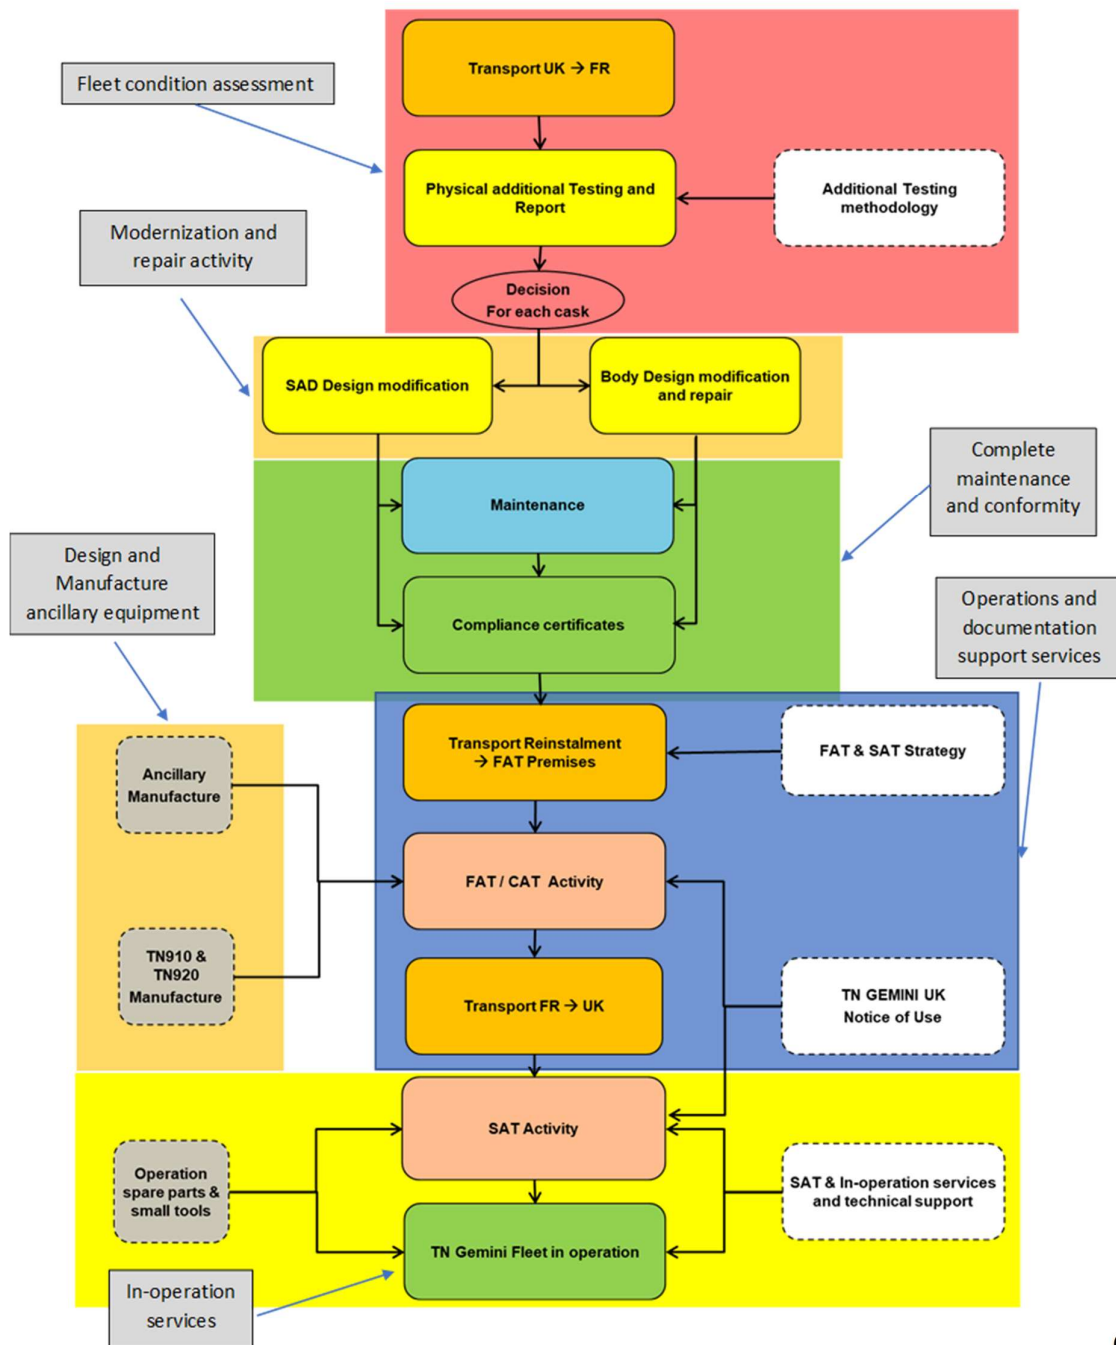 Transport UK → FR
Fleet condition assessment
Physical additional Testing and
Report
Additional Testing
methodology
Modernization and
repair activity
Decision
For each cask
SAD Design modification
Body Design modification
and repair
Complete
maintenance
and conformity
Maintenance
Design and
Manufacture
ancillary equipment
Compliance certificates
Operations and
documentation
support services
Transport Reinstalment
→ FAT Premises
FAT & SAT Strategy
Ancillary
Manufacture
FAT / CAT Activity
TN910 &
TN920
Manufacture
Transport FR → UK
TN GEMINI UK
Notice of Use
SAT Activity
Operation
spare parts &
small tools
SAT & In-operation services
and technical support
TN Gemini Fleet in operation
In-operation
services